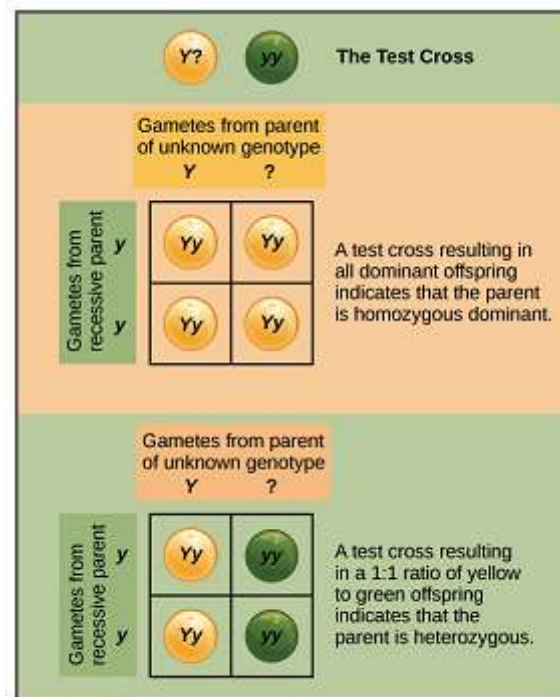 Y? yy The Test Cross
Gametes from parent
of unknown genotype
Y ?
Gametes from
recessive parent
y
y
Yy Yy
Yy Yy
A test cross resulting in
all dominant offspring
indicates that the parent
is homozygous dominant.
Gametes from parent
of unknown genotype
Y ?
Gametes from
recessive parent
y
y
Yy yy
Yy yy
A test cross resulting
in a 1:1 ratio of yellow
to green offspring
indicates that the
parent is heterozygous.